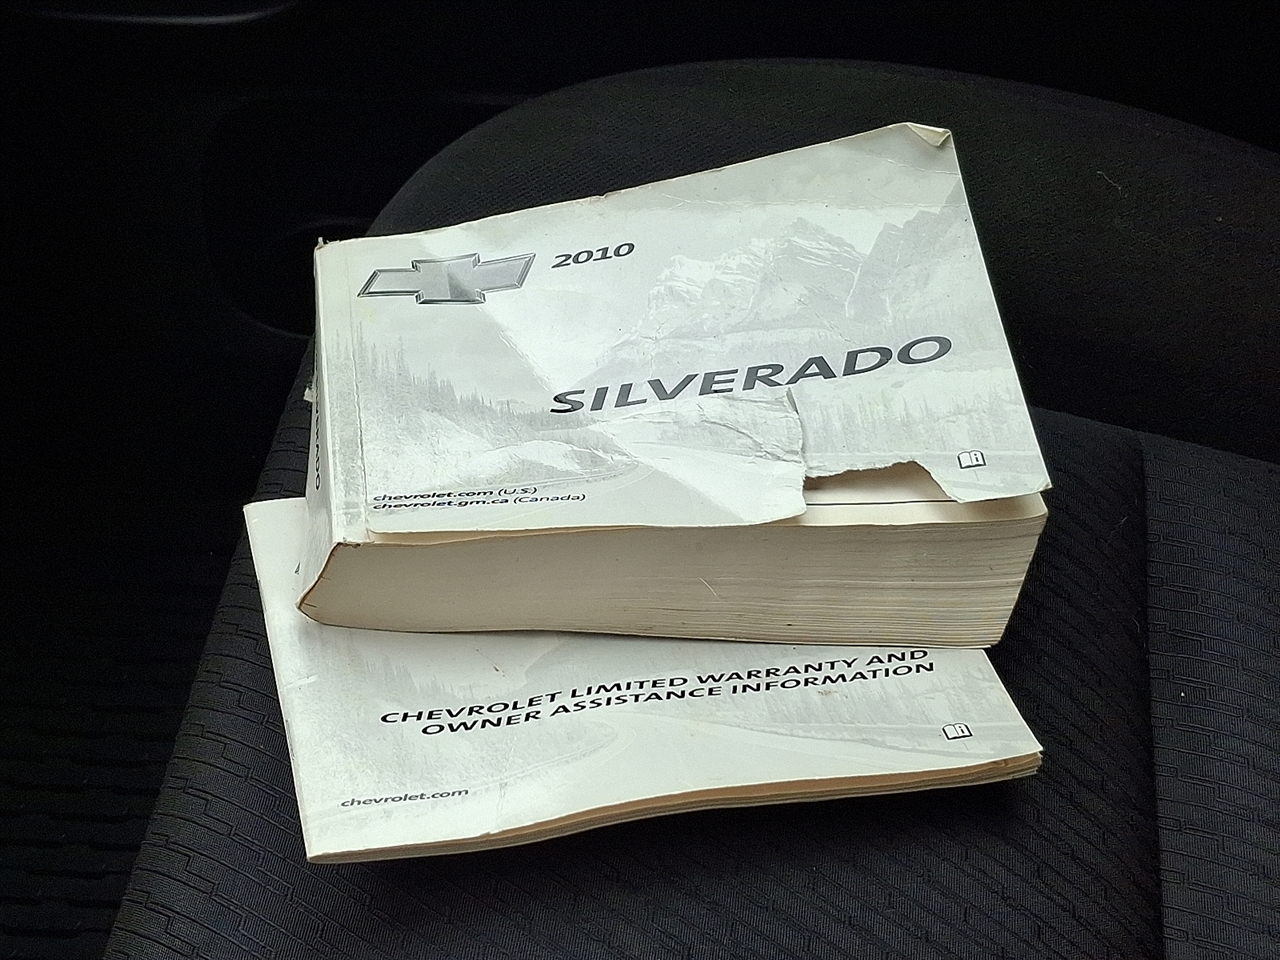 2010
SILVERADO
chevrolet.com (U.S.)
chevrolet.gm.ca (Canada)
CHEVROLET LIMITED WARRANTY AND
OWNER ASSISTANCE INFORMATION
chevrolet.com